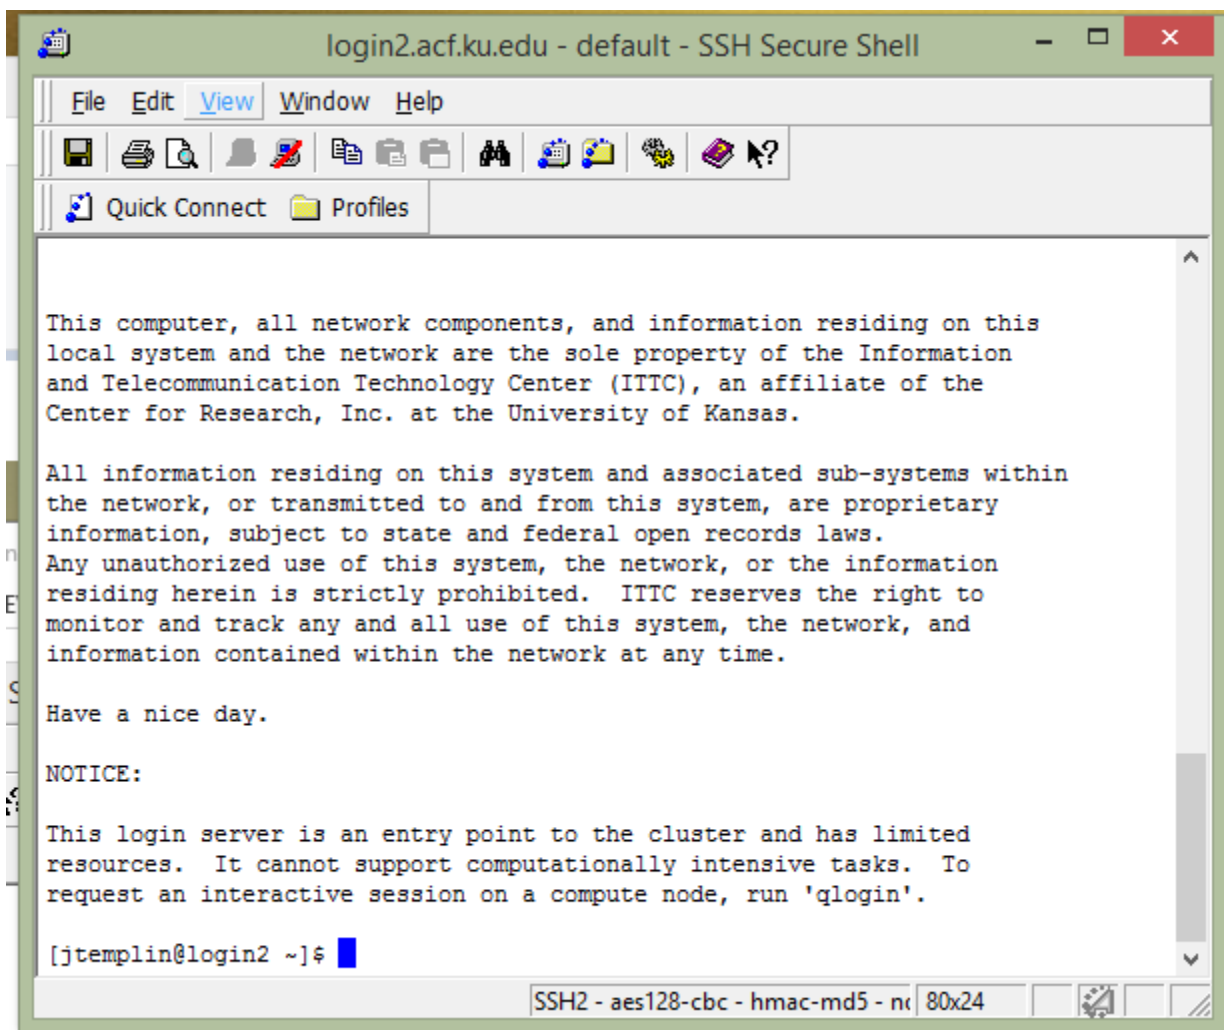 login2.acf.ku.edu - default - SSH Secure Shell
File Edit View Window Help
Quick Connect Profiles
This computer, all network components, and information residing on this
local system and the network are the sole property of the Information
and Telecommunication Technology Center (ITTC), an affiliate of the
Center for Research, Inc. at the University of Kansas.
All information residing on this system and associated sub-systems within
the network, or transmitted to and from this system, are proprietary
information, subject to state and federal open records laws.
Any unauthorized use of this system, the network, or the information
residing herein is strictly prohibited.  ITTC reserves the right to
monitor and track any and all use of this system, the network, and
information contained within the network at any time.
Have a nice day.
NOTICE:
This login server is an entry point to the cluster and has limited
resources.  It cannot support computationally intensive tasks.  To
request an interactive session on a compute node, run 'qlogin'.
[jtemplin@login2 ~]$
SSH2 - aes128-cbc - hmac-md5 - 80x24